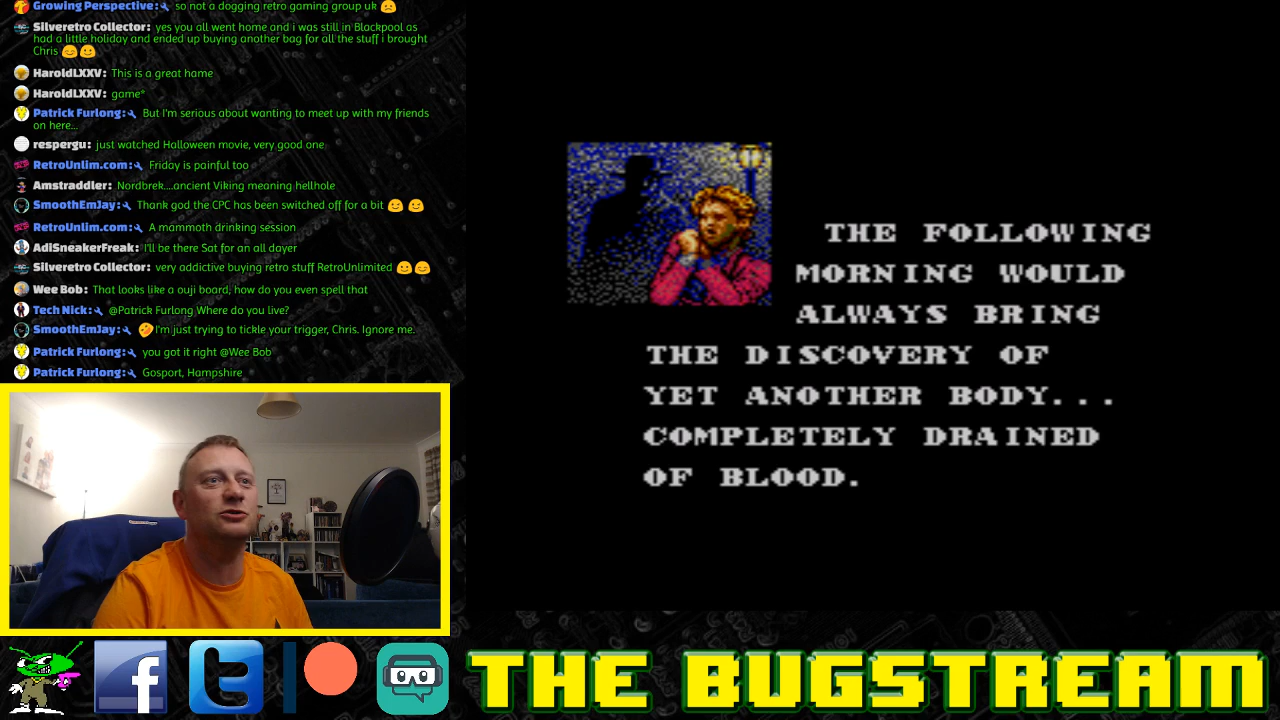 Growing Perspective: so not a dogging retro gaming group uk
Silveretro Collector: yes you all went home and i was still in Blackpool as
had a little holiday and ended up buying another bag for all the stuff i brought
Chris
HaroldLXXV: This is a great hame
HaroldLXXV: game*
Patrick Furlong: But I'm serious about wanting to meet up with my friends
on here...
respergu: just watched Halloween movie, very good one
RetroUnlim.com: Friday is painful too
Amstraddler: Nordbrek....ancient Viking meaning hellhole
SmoothEmJay: Thank god the CPC has been switched off for a bit
RetroUnlim.com: A mammoth drinking session
AdiSneakerFreak: I'll be there Sat for an all dayer
Silveretro Collector: very addictive buying retro stuff RetroUnlimited
Wee Bob: That looks like a ouji board, how do you even spell that
Tech Nick: @Patrick Furlong Where do you live?
SmoothEmJay: I'm just trying to tickle your trigger, Chris. Ignore me.
Patrick Furlong: you got it right @Wee Bob
Patrick Furlong: Gosport, Hampshire
THE FOLLOWING
MORNING WOULD
ALWAYS BRING
THE DISCOVERY OF
YET ANOTHER BODY...
COMPLETELY DRAINED
OF BLOOD.
THE BUGSTREAM